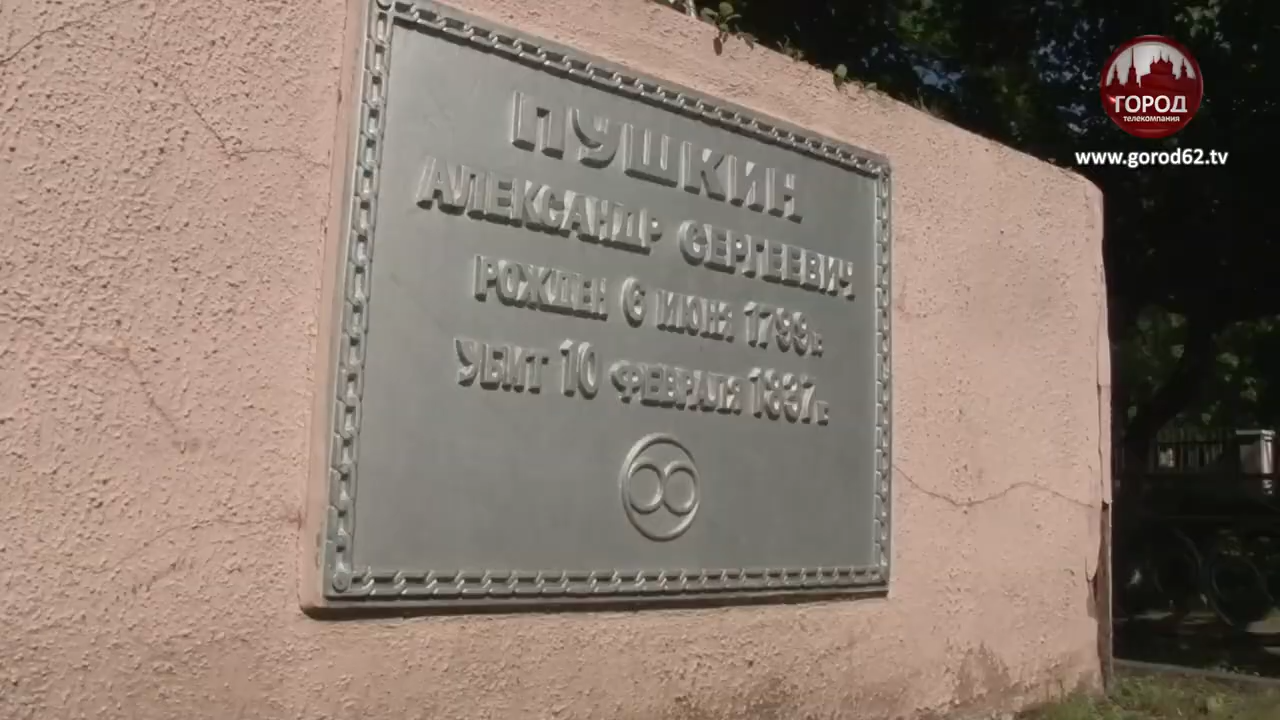 ПУШКИН
АЛЕКСАНДР СЕРГЕЕВИЧ
РОЖДЕН 6 ИЮНЯ 1799 г.
УБИТ 10 ФЕВРАЛЯ 1837 г.
ГОРОД
телекомпания
www.gorod62.tv